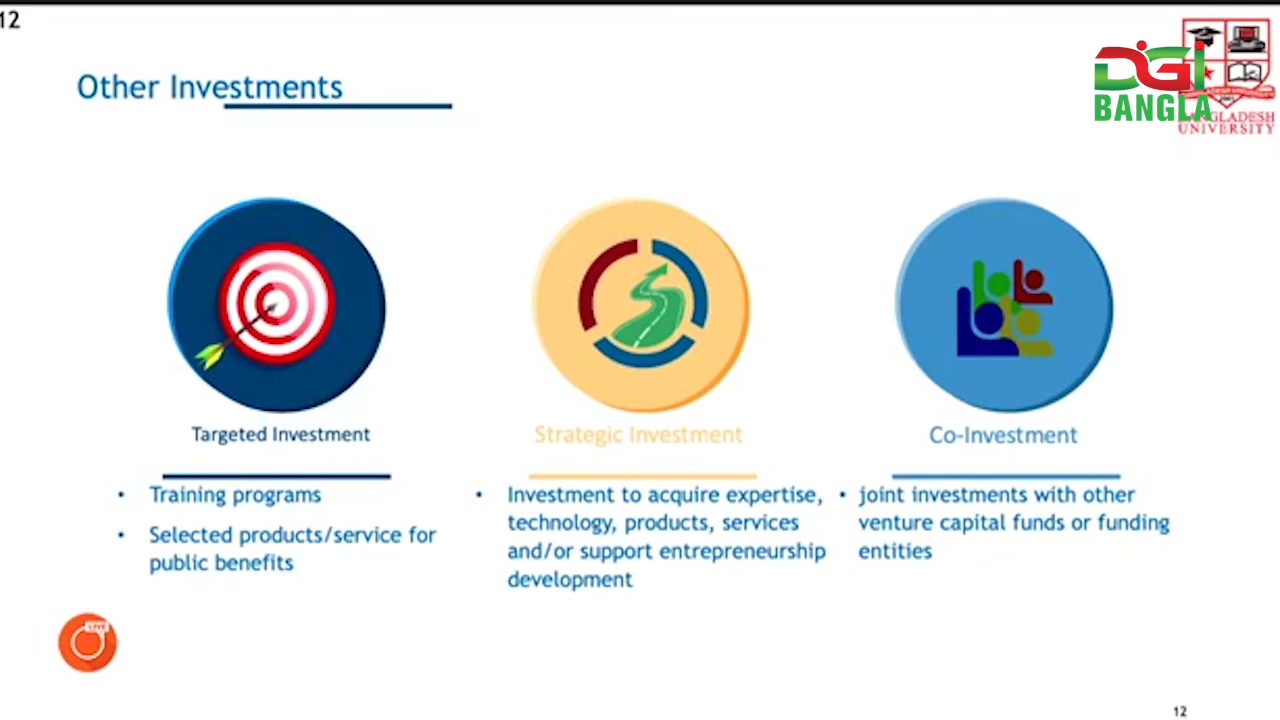 12
Other Investments
DGI
BANGLA
BANGLADESH
UNIVERSITY
Targeted Investment
• Training programs
• Selected products/service for
public benefits
Strategic Investment
• Investment to acquire expertise,
technology, products, services
and/or support entrepreneurship
development
Co-Investment
• joint investments with other
venture capital funds or funding
entities
LIVE
12